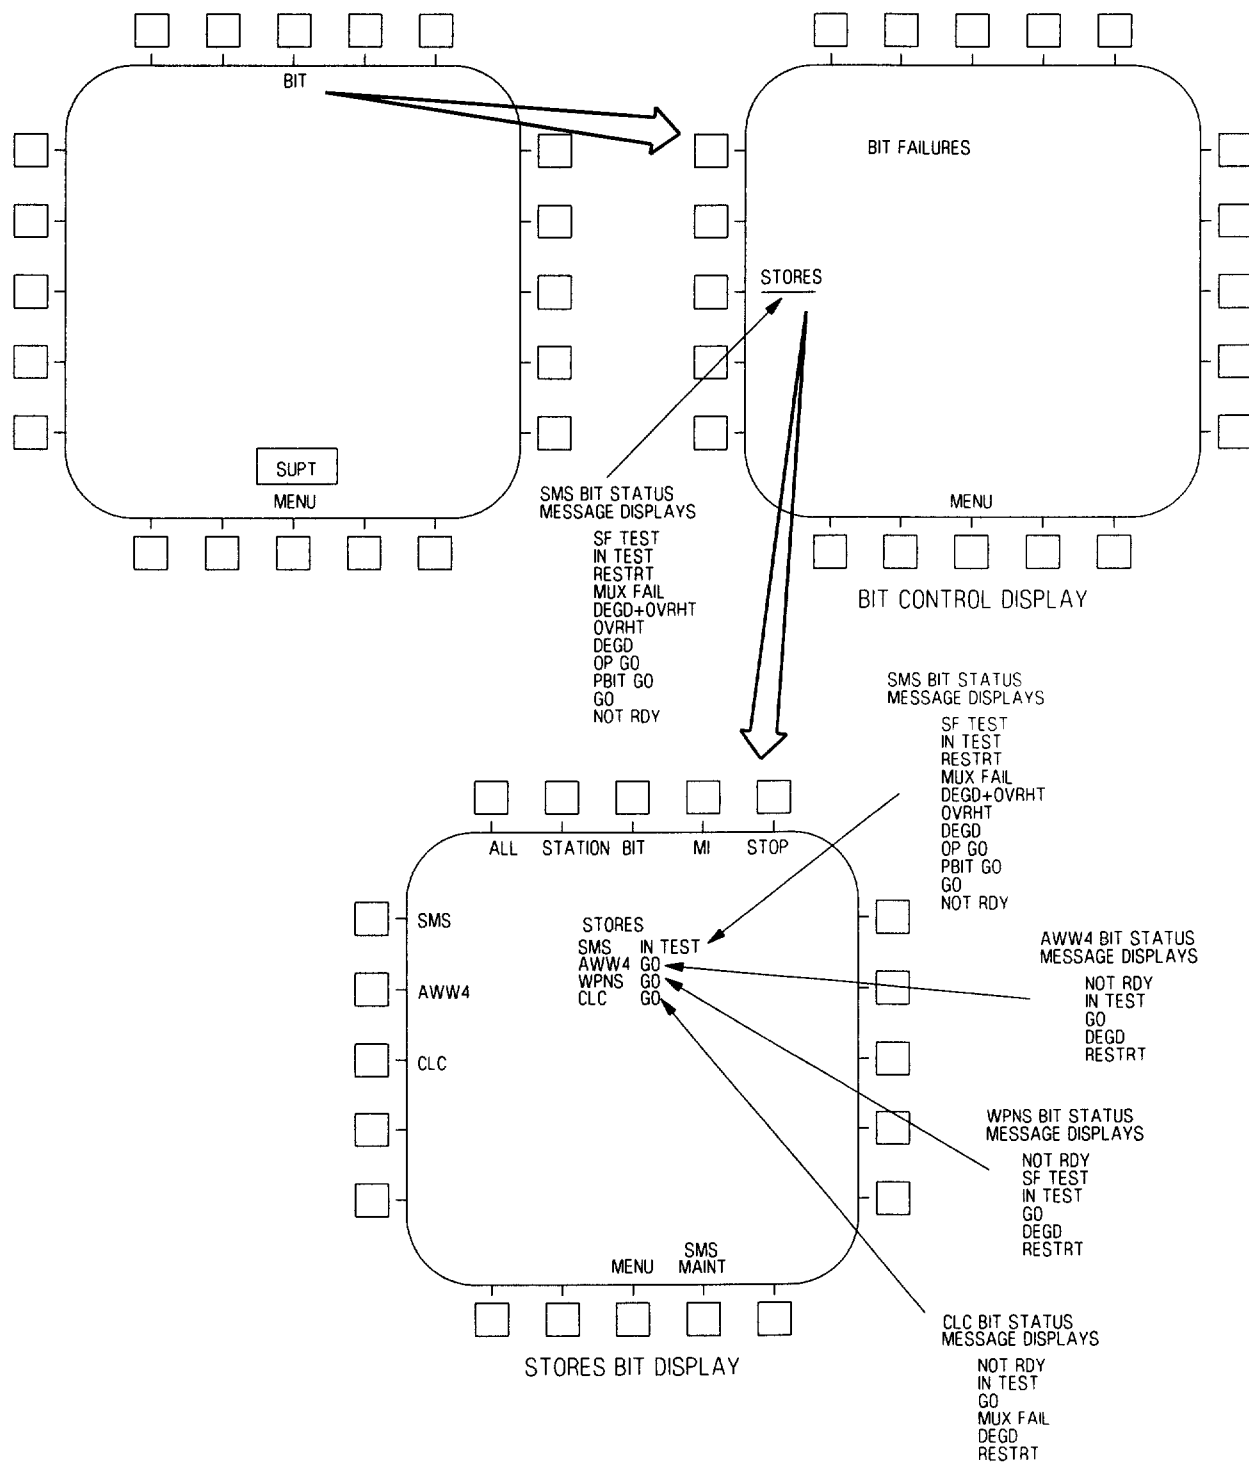 BIT
SUPT
MENU
BIT FAILURES
STORES
MENU
BIT CONTROL DISPLAY
SMS BIT STATUS
MESSAGE DISPLAYS
SF TEST
IN TEST
RESTRT
MUX FAIL
DEGD+OVRHT
OVRHT
DEGD
OP GO
PBIT GO
GO
NOT RDY
SMS BIT STATUS
MESSAGE DISPLAYS
SF TEST
IN TEST
RESTRT
MUX FAIL
DEGD+OVRHT
OVRHT
DEGD
OP GO
PBIT GO
GO
NOT RDY
ALL STATION BIT MI STOP
SMS
AWW4
CLC
STORES
SMS IN TEST
AWW4 GO
WPNS GO
CLC GO
MENU
SMS
MAINT
STORES BIT DISPLAY
AWW4 BIT STATUS
MESSAGE DISPLAYS
NOT RDY
IN TEST
GO
DEGD
RESTRT
WPNS BIT STATUS
MESSAGE DISPLAYS
NOT RDY
SF TEST
IN TEST
GO
DEGD
RESTRT
CLC BIT STATUS
MESSAGE DISPLAYS
NOT RDY
IN TEST
GO
MUX FAIL
DEGD
RESTRT